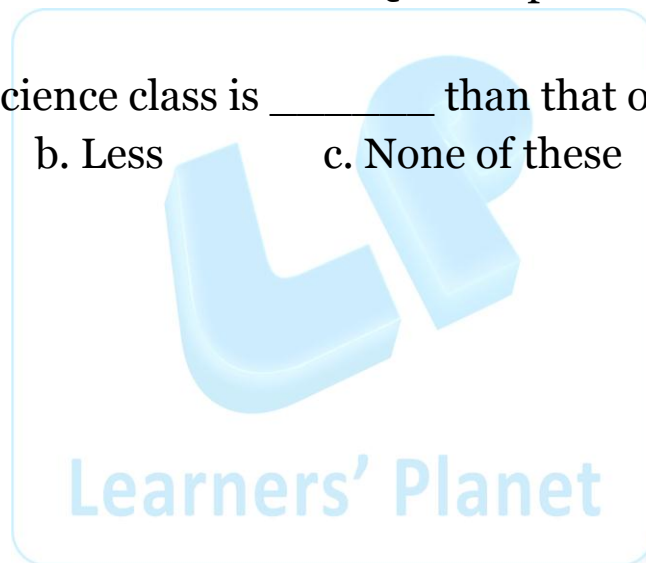 cience class is ______ than that o
b. Less c. None of these
Learners’ Planet